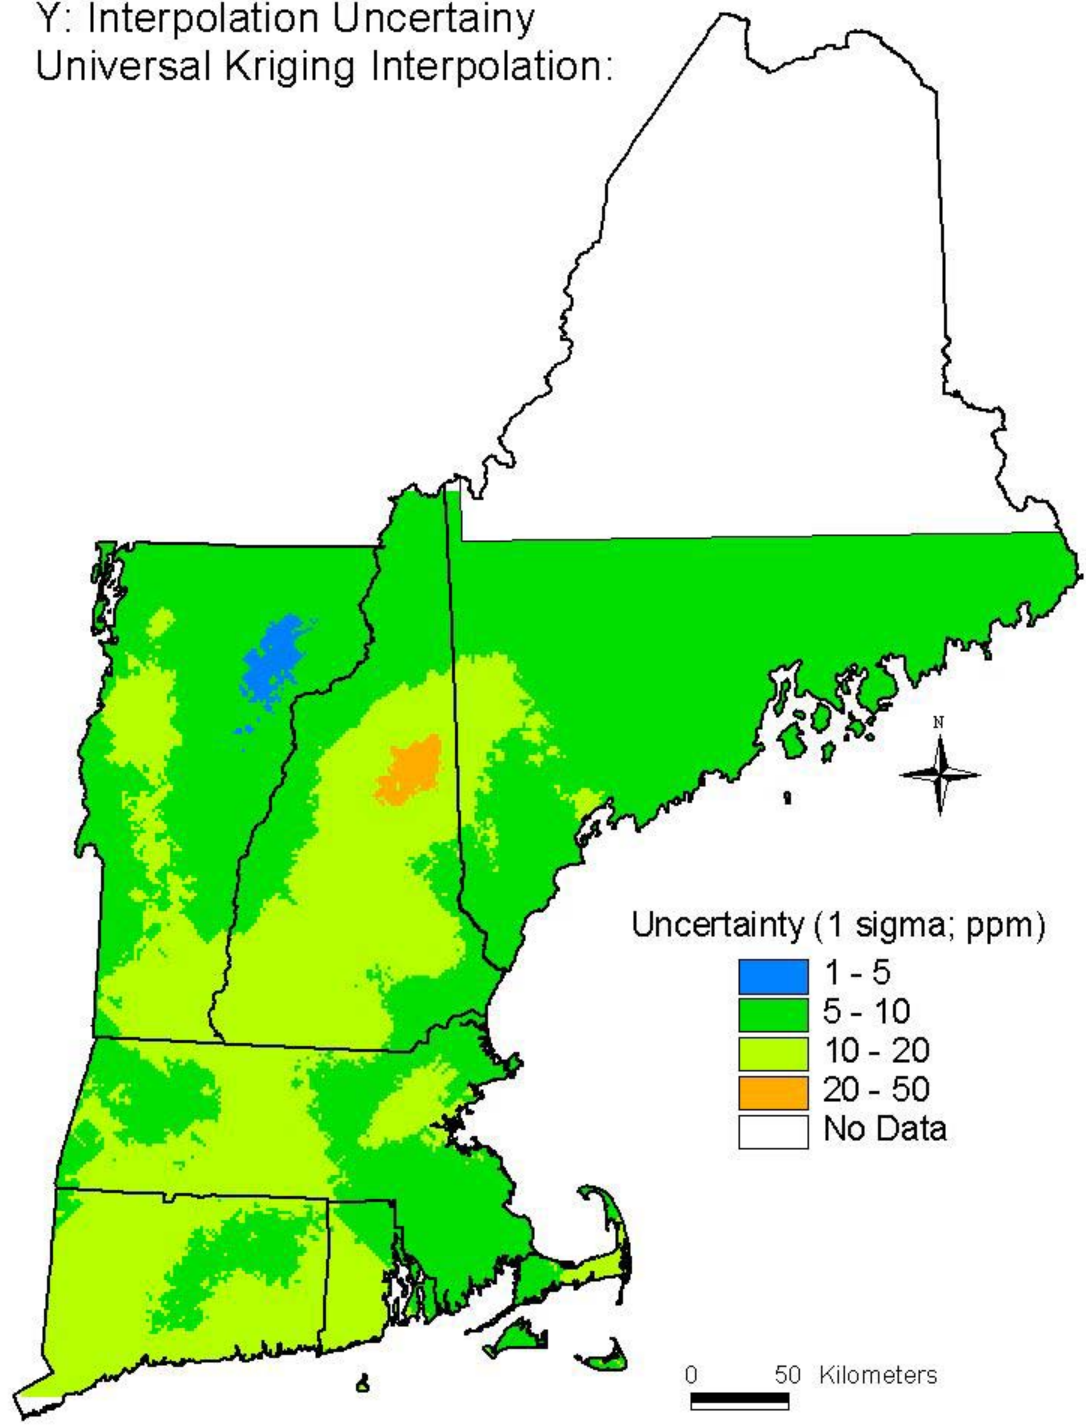 Y: Interpolation Uncertainy
Universal Kriging Interpolation:
N
Uncertainty (1 sigma; ppm)
1 - 5
5 - 10
10 - 20
20 - 50
No Data
0 50 Kilometers